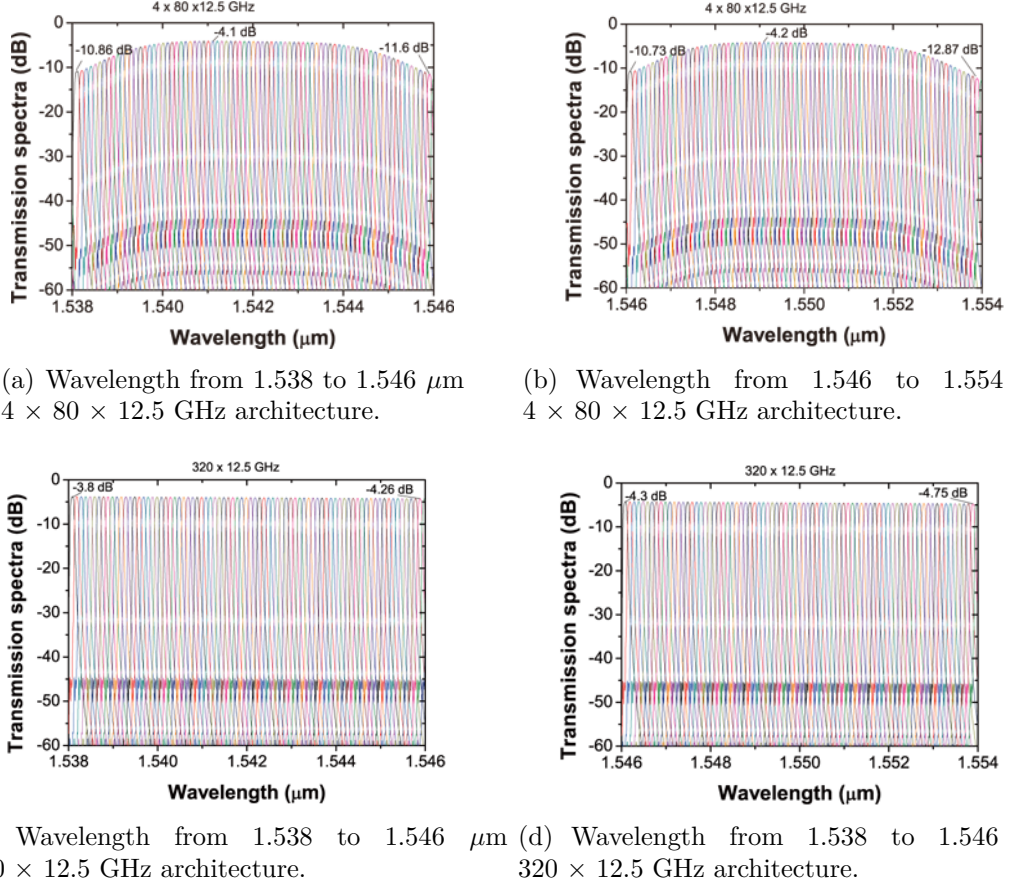 4 x 80 x12.5 GHz
-10.86 dB
-4.1 dB
-11.6 dB
0
-10
-20
-30
-40
-50
-60
Transmission spectra (dB)
1.538 1.540 1.542 1.544 1.546
Wavelength (μm)
4 x 80 x12.5 GHz
-10.73 dB
-4.2 dB
-12.87 dB
0
-10
-20
-30
-40
-50
-60
Transmission spectra (dB)
1.546 1.548 1.550 1.552 1.554
Wavelength (μm)
(a) Wavelength from 1.538 to 1.546 μm
4 × 80 × 12.5 GHz architecture.
(b) Wavelength from 1.546 to 1.554
4 × 80 × 12.5 GHz architecture.
320 x 12.5 GHz
-3.8 dB
-4.26 dB
0
-10
-20
-30
-40
-50
-60
Transmission spectra (dB)
1.538 1.540 1.542 1.544 1.546
Wavelength (μm)
320 x 12.5 GHz
-4.3 dB
-4.75 dB
0
-10
-20
-30
-40
-50
-60
Transmission spectra (dB)
1.546 1.548 1.550 1.552 1.554
Wavelength (μm)
Wavelength from 1.538 to 1.546 μm
× 12.5 GHz architecture.
(d) Wavelength from 1.538 to 1.546
320 × 12.5 GHz architecture.